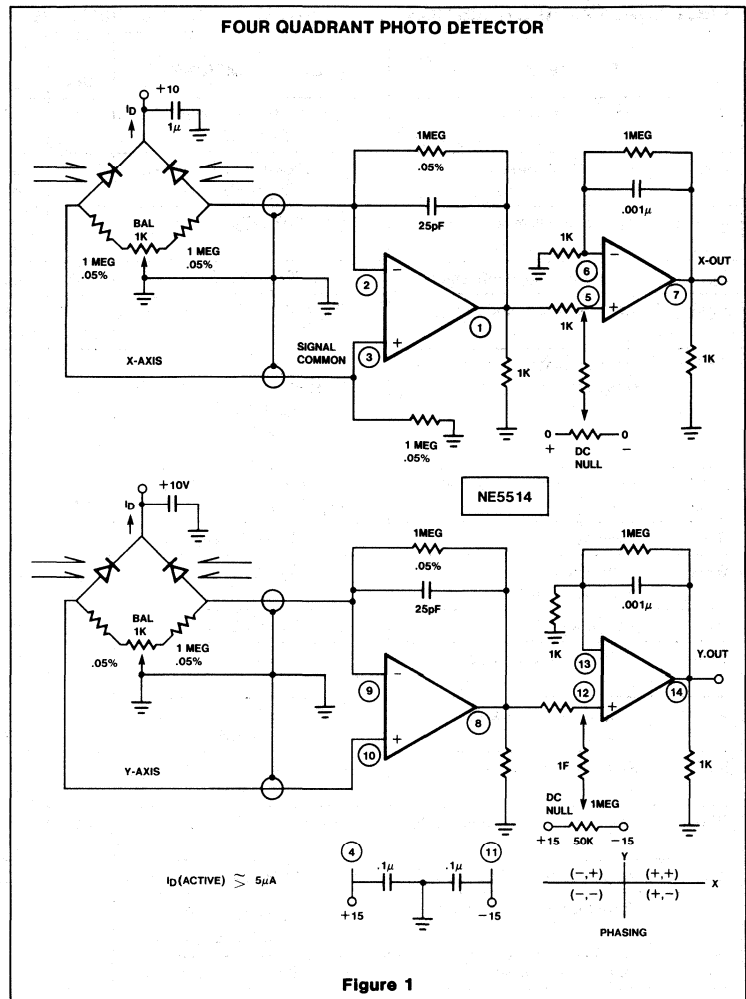 FOUR QUADRANT PHOTO DETECTOR
+10
ID
1µ
BAL
1K
1 MEG
.05%
1 MEG
.05%
X-AXIS
SIGNAL
COMMON
1MEG
.05%
25pF
2
−
3
+
1
1K
1 MEG
.05%
1MEG
.001µ
1K
6
−
5
+
7
X-OUT
1K
1K
0
0
+
DC
NULL
−
NE5514
+10V
ID
BAL
1K
.05%
1 MEG
.05%
Y-AXIS
1MEG
.05%
25pF
9
−
10
+
8
1MEG
.001µ
1K
13
12
+
14
Y.OUT
1F
1K
DC
NULL
1MEG
+15
50K
−15
ID(ACTIVE) ≈> 5µA
4
.1µ
.1µ
11
+15
−15
Y
(−,+)
(+,+)
X
(−,−)
(+,−)
PHASING
Figure 1